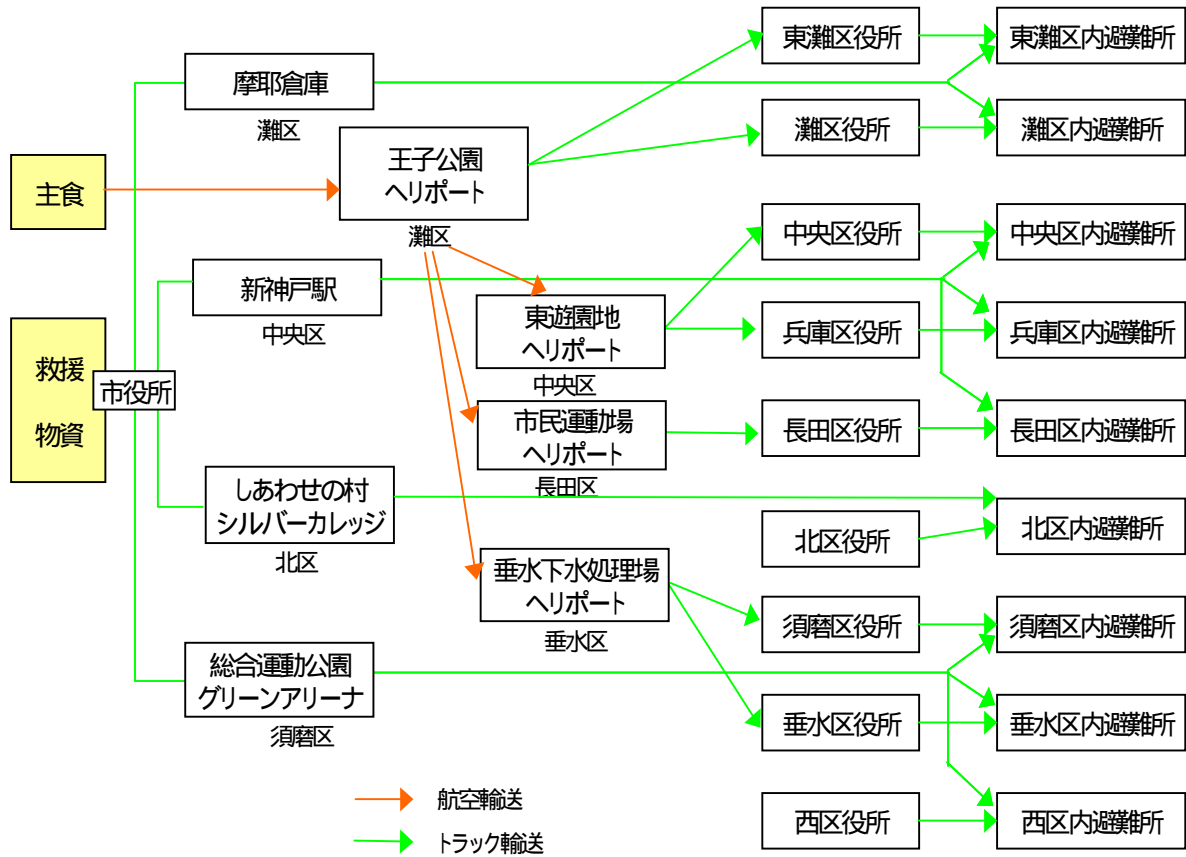 主食
救援
物資
市役所
摩耶倉庫
灘区
王子公園
ヘリポート
灘区
新神戸駅
中央区
東遊園地
ヘリポート
中央区
市民運動場
ヘリポート
長田区
しあわせの村
シルバーカレッジ
北区
垂水下水処理場
ヘリポート
垂水区
総合運動公園
グリーンアリーナ
須磨区
東灘区役所
東灘区内避難所
灘区役所
灘区内避難所
中央区役所
中央区内避難所
兵庫区役所
兵庫区内避難所
長田区役所
長田区内避難所
北区役所
北区内避難所
須磨区役所
須磨区内避難所
垂水区役所
垂水区内避難所
西区役所
西区内避難所
航空輸送
トラック輸送